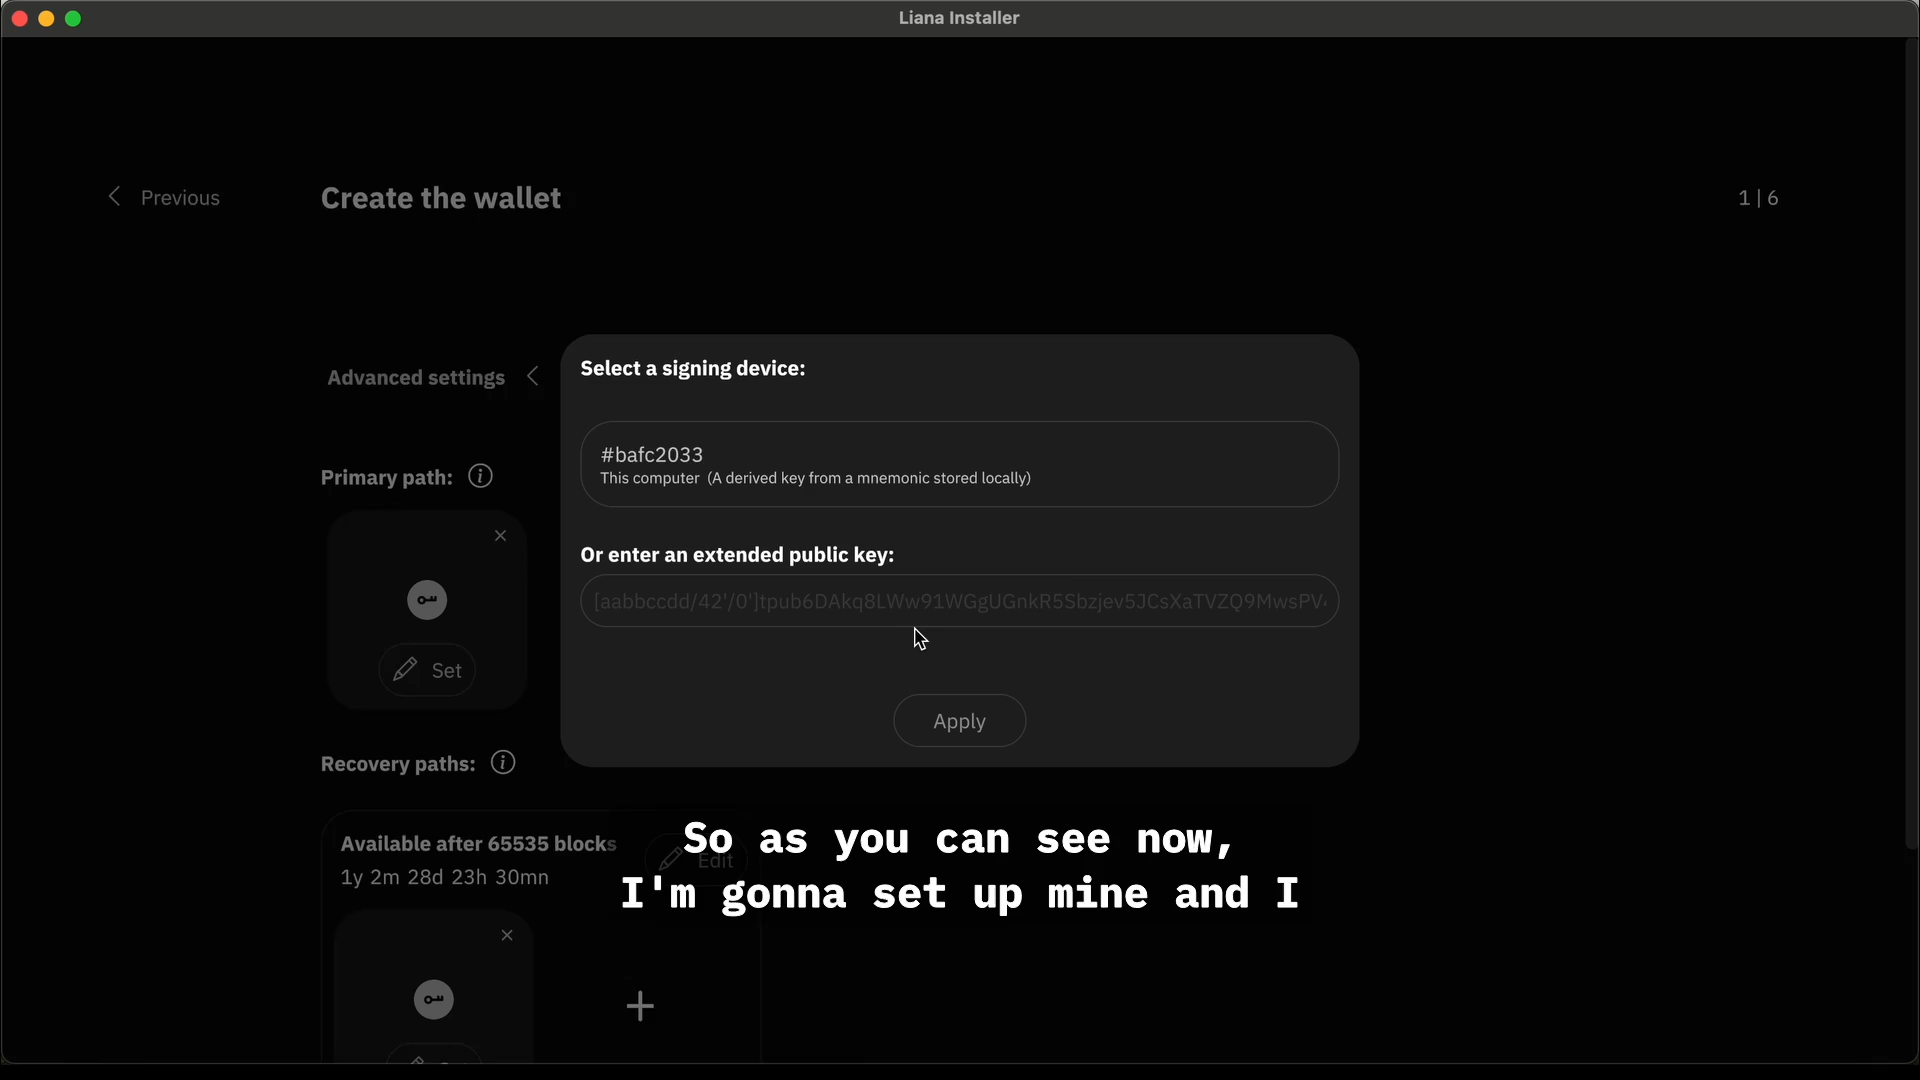 Liana Installer
Previous
Create the wallet
1 | 6
Advanced settings
Select a signing device:
#bafc2033
This computer (A derived key from a mnemonic stored locally)
Primary path:
Or enter an extended public key:
[aabbccdd/42'/0']tpub6DAkq8LWw91WGgUGnkR5Sbzjev5JCsXaTVZQ9MwsPV4
Set
Apply
Recovery paths:
Available after 65535 blocks
Edit
1y 2m 28d 23h 30mn
So as you can see now,
I'm gonna set up mine and I